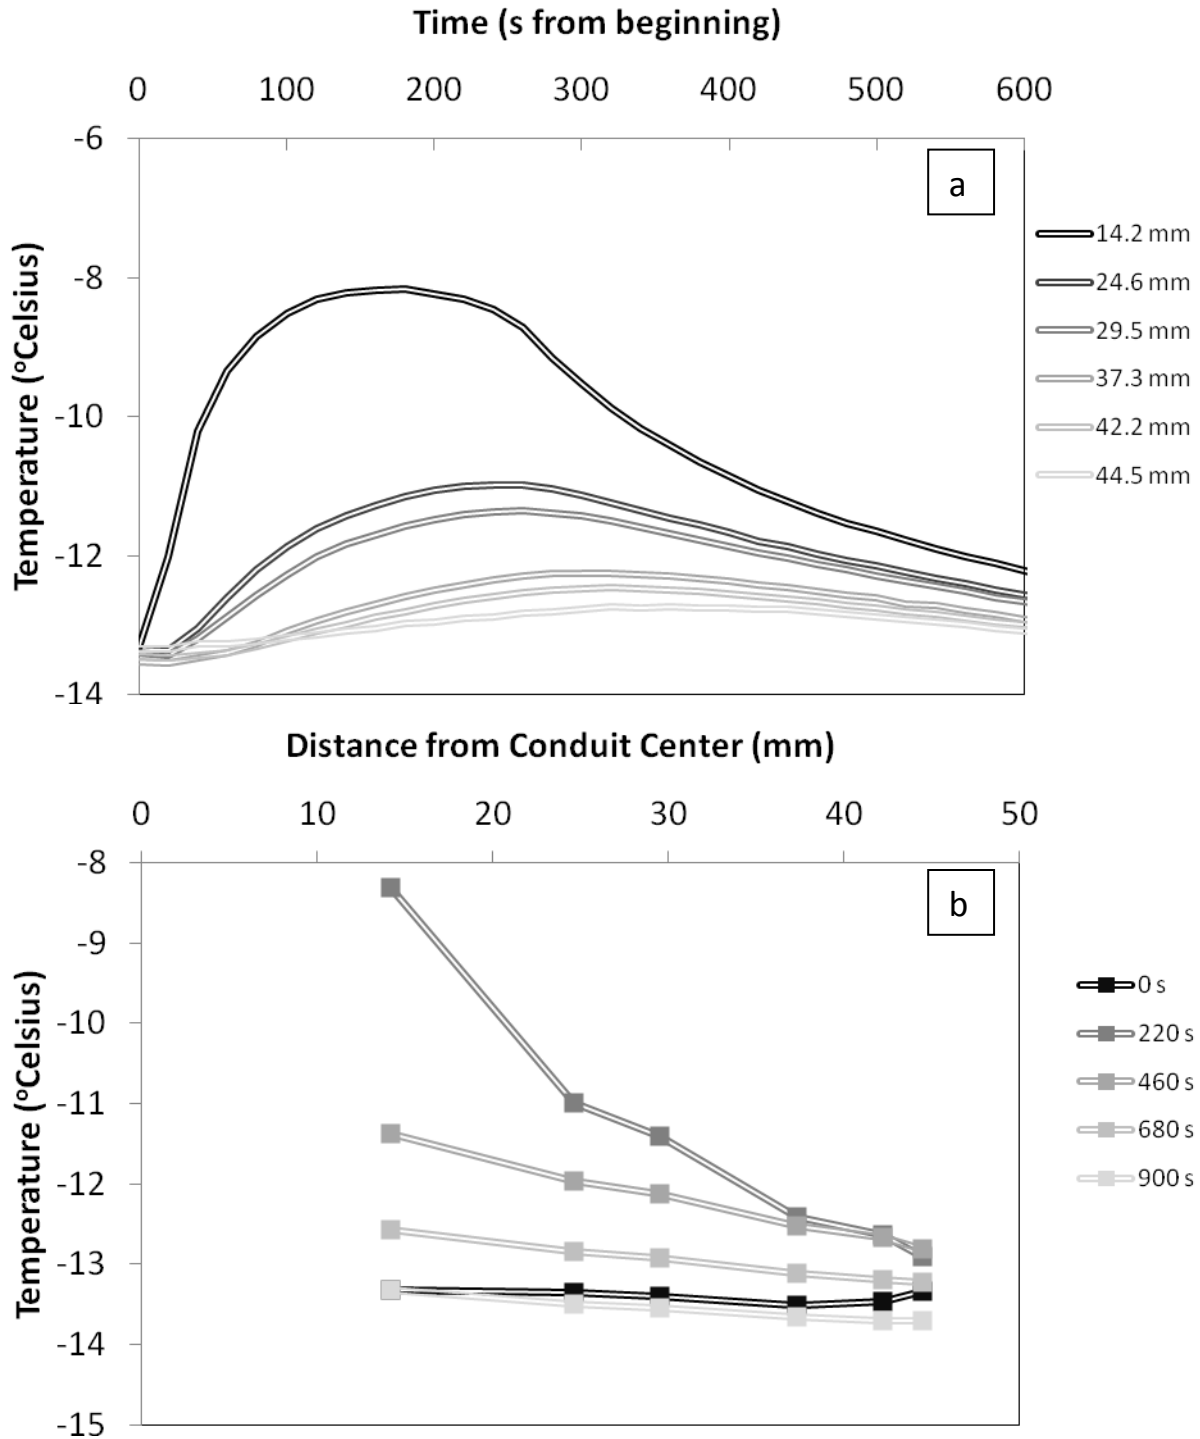 Time (s from beginning)
0 100 200 300 400 500 600
-6
a
-8
-10
-12
-14
Temperature (°Celsius)
14.2 mm
24.6 mm
29.5 mm
37.3 mm
42.2 mm
44.5 mm
Distance from Conduit Center (mm)
0 10 20 30 40 50
-8
b
-9
-10
-11
-12
-13
-14
-15
Temperature (°Celsius)
0 s
220 s
460 s
680 s
900 s